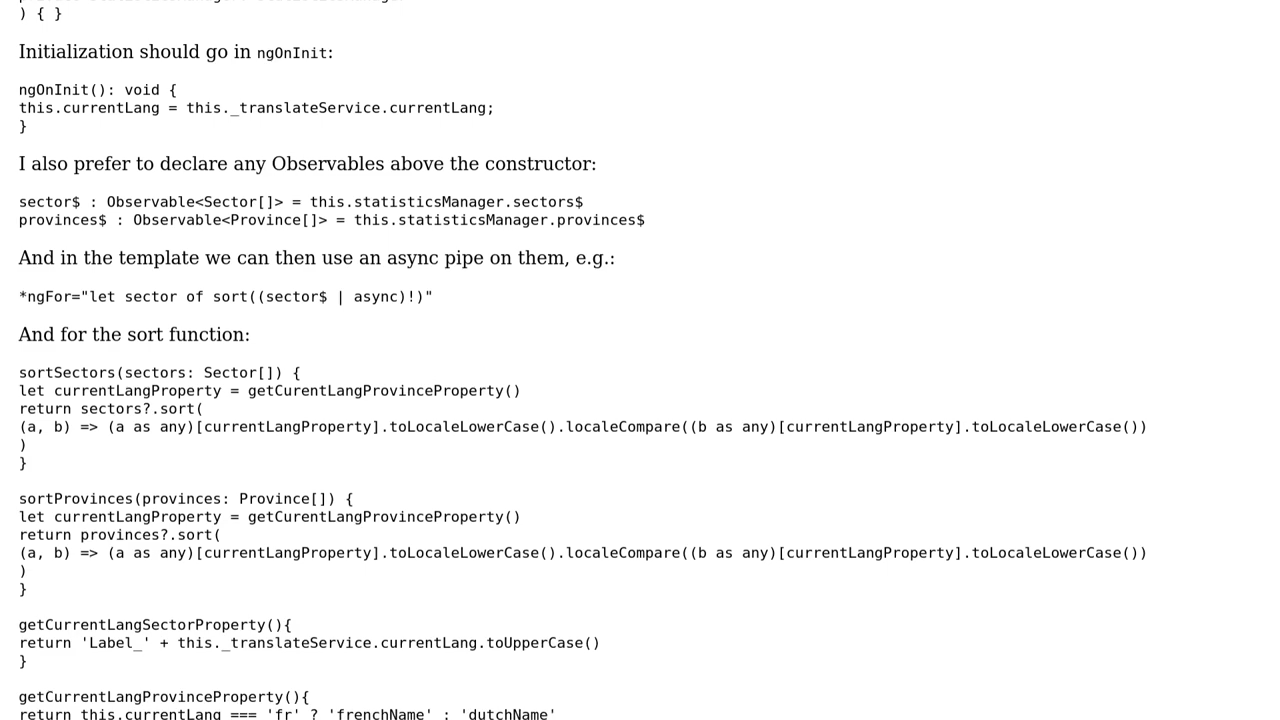 ) { }
Initialization should go in ngOnInit:
ngOnInit(): void {
this.currentLang = this._translateService.currentLang;
}
I also prefer to declare any Observables above the constructor:
sector$ : Observable<Sector[]> = this.statisticsManager.sectors$
provinces$ : Observable<Province[]> = this.statisticsManager.provinces$
And in the template we can then use an async pipe on them, e.g.:
*ngFor="let sector of sort((sector$ | async)!)"
And for the sort function:
sortSectors(sectors: Sector[]) {
let currentLangProperty = getCurentLangProvinceProperty()
return sectors?.sort(
(a, b) => (a as any)[currentLangProperty].toLocaleLowerCase().localeCompare((b as any)[currentLangProperty].toLocaleLowerCase())
)
}
sortProvinces(provinces: Province[]) {
let currentLangProperty = getCurentLangProvinceProperty()
return provinces?.sort(
(a, b) => (a as any)[currentLangProperty].toLocaleLowerCase().localeCompare((b as any)[currentLangProperty].toLocaleLowerCase())
)
}
getCurrentLangSectorProperty(){
return 'Label_' + this._translateService.currentLang.toUpperCase()
}
getCurrentLangProvinceProperty(){
return this.currentLang === 'fr' ? 'frenchName' : 'dutchName'